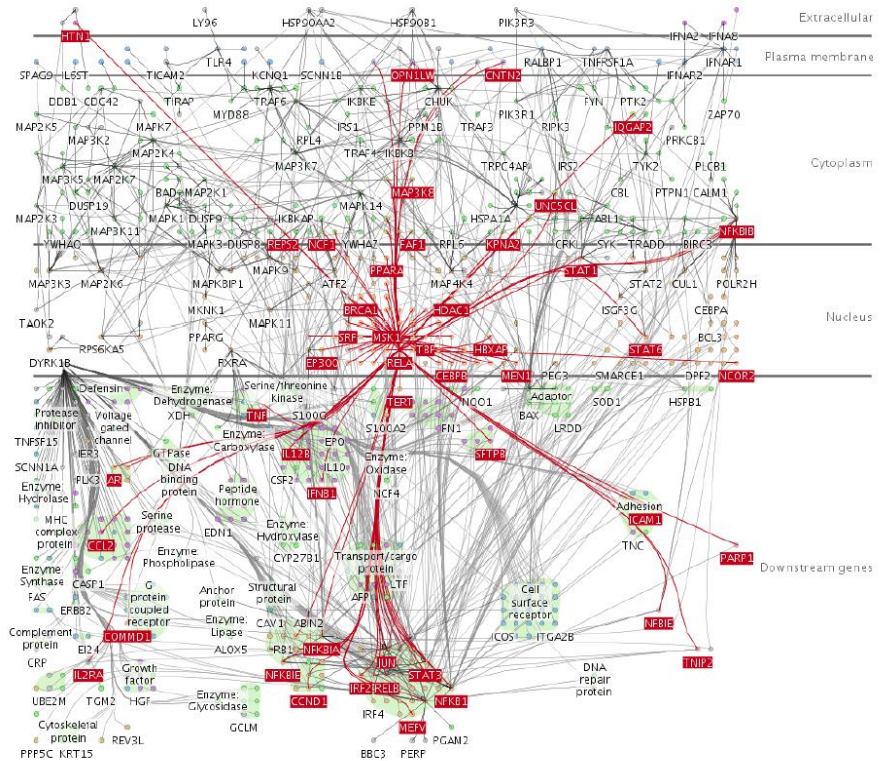 LY96 HSP90AA2 HSP90B1 PIK3R3 Extracellular
HTN1 IFNA2 IFNA8
TLR4 RALBP1 TNFRSF1A IFNAR1 Plasma membrane
SPAG9 IL6ST TICAM2 KCNQ1 SCNN1B OPN1LW CNTN2 IFNAR2
DDB1 CDC42 TIRAP TRAF6 IKBKE CHUK FYN PTK2
MYD88 PIK3R1 ZAP70
MAP2K5 MAPK7 IRS1 PPM1B TRAF3 RIPK3 IQGAP2
MAP3K2 RPL4 PRKCB1
MAP2K4 MAP3K7 TRAF4 IKBKB TRPC4AP IRS2 TYK2 PLCB1 Cytoplasm
MAP3K5 MAP2K7
BAD MAP2K1 MAP3K8 CBL PTPN1 CALM1
DUSP19 MAPK14 UNC5CL
MAP2K3 MAPK1 DUSP9 IKBKAP HSPA1A ABL1
MAP3K11 NFKBIB
YWHAQ MAPK3 DUSP8 REPS2 NCF1 YWHAZ FAF1 RPL6 KPNA2 CRKL SYK TRADD BIRC3
MAPK9 PPARA STAT1
MAP3K3 MAP2K6 MAPKBIP1 ATF2 MAP4K4 STAT2 CUL1 POLR2H
MKNK1 BRCA1 HDAC1 ISGF3G CEBPA
TAOK2 MAPK11 Nucleus
PPARG SRF MSK1 BCL3
RPS6KA5 TBP HBXAP STAT6
DYRK1B RXRA EP300 RELA
CEBPB MEN1 PEG3 SMARCE1 DPF2 NCOR2
Defensin Enzyme: Dehydrogenase Serine/threonine kinase NQO1 Adaptor SOD1 HSPB1
Protease inhibitor Voltage gated channel XDH TNF S100G TERT BAX
TNFSF15 Enzyme: Carboxylase S100A2 FN1 LRDD
IER3 GTPase EPO
SCNN1A PLK3 AR DNA binding protein IL12B IL10 Enzyme: Oxidase SFTPB
Enzyme: Hydrolase Peptide hormone CSF2 IFNB1 NCF4
MHC complex protein Serine protease Adhesion
CCL2 EDN1 Enzyme: Hydroxylase ICAM1
TNC
Enzyme: Synthase Enzyme: Phospholipase CYP27B1 Transport/cargo protein PARP1
CASP1 Downstream genes
FAS ERBB2 G protein coupled receptor Anchor protein Structural protein AFP LTF Cell surface receptor
Complement protein COMMD1 Enzyme: Lipase CAV1 ABIN2 NFBIE
CRP EI24 ALOX5 RB1 NFKBIA ICOS ITGA2B
IL2RA Growth factor NFKBIE JUN STAT3 DNA repair protein TNIP2
UBE2M TGM2 HGF Enzyme: Glycosidase CCND1 IRF2 RELB NFKB1
Cytoskeletal protein GCLM IRF4
REV3L MEFV
PPP5C KRT15 BBC3 PERP PGAM2